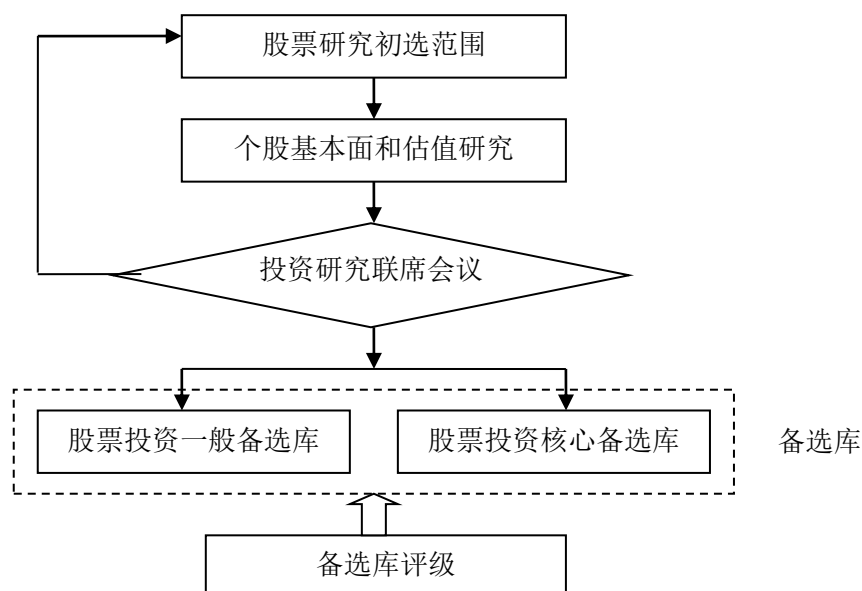 股票研究初选范围
个股基本面和估值研究
投资研究联席会议
股票投资一般备选库
股票投资核心备选库
备选库
备选库评级